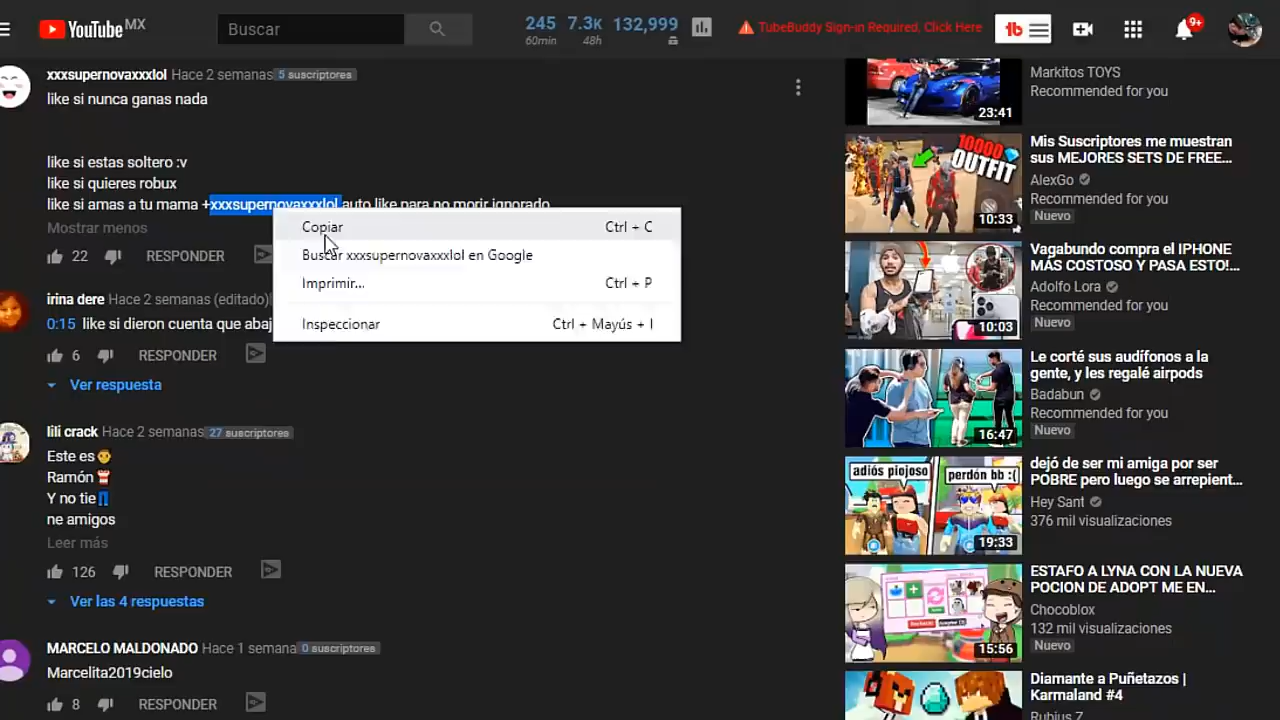 YouTube MX
Buscar
245 7.3K 132,999
60min 48h
TubeBuddy Sign-in Required, Click Here
tb
9+
xxxsupernovaxxxlol Hace 2 semanas 5 suscriptores
like si nunca ganas nada
like si estas soltero :v
like si quieres robux
like si amas a tu mama +xxxsupernovaxxxlol auto like para no morir ignorado
Mostrar menos
22 RESPONDER
Copiar Ctrl + C
Buscar xxxsupernovaxxxlol en Google
Imprimir... Ctrl + P
Inspeccionar Ctrl + Mayús + I
irina dere Hace 2 semanas (editado)
0:15 like si dieron cuenta que abaj
6 RESPONDER
Ver respuesta
lili crack Hace 2 semanas 27 suscriptores
Este es
Ramón
Y no tie
ne amigos
Leer más
126 RESPONDER
Ver las 4 respuestas
MARCELO MALDONADO Hace 1 semana 0 suscriptores
Marcelita2019cielo
8 RESPONDER
23:41
Markitos TOYS
Recommended for you
10000
OUTFIT
10:33
Mis Suscriptores me muestran
sus MEJORES SETS DE FREE...
AlexGo
Recommended for you
Nuevo
10:03
Vagabundo compra el IPHONE
MÁS COSTOSO Y PASA ESTO!...
Adolfo Lora
Recommended for you
Nuevo
16:47
Le corté sus audífonos a la
gente, y les regalé airpods
Badabun
Recommended for you
Nuevo
adiós piojoso
perdón bb :(
19:33
dejó de ser mi amiga por ser
POBRE pero luego se arrepient...
Hey Sant
376 mil visualizaciones
15:56
ESTAFO A LYNA CON LA NUEVA
POCION DE ADOPT ME EN...
Chocoblox
132 mil visualizaciones
Nuevo
Diamante a Puñetazos |
Karmaland #4
Rubius Z